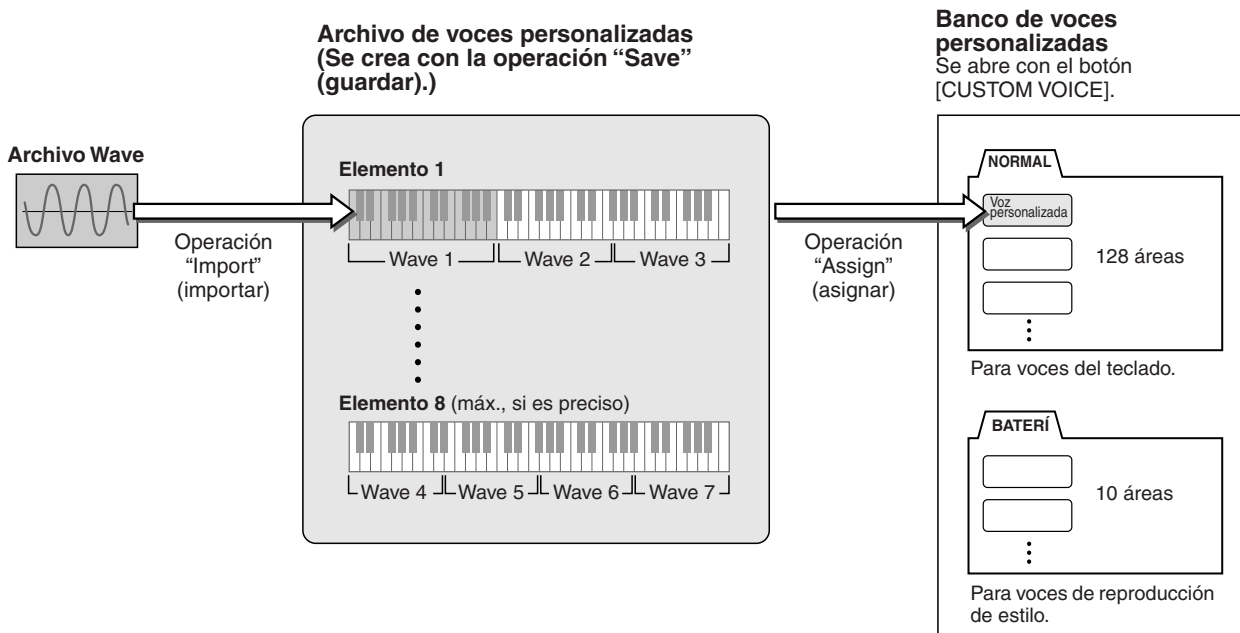 Archivo de voces personalizadas
(Se crea con la operación “Save”
(guardar).)
Banco de voces
personalizadas
Se abre con el botón
[CUSTOM VOICE].
Archivo Wave
Operación
“Import”
(importar)
Elemento 1
Wave 1 Wave 2 Wave 3
Elemento 8 (máx., si es preciso)
Wave 4 Wave 5 Wave 6 Wave 7
Operación
“Assign”
(asignar)
NORMAL
Voz
personalizada
128 áreas
Para voces del teclado.
BATERÍ
10 áreas
Para voces de reproducción
de estilo.